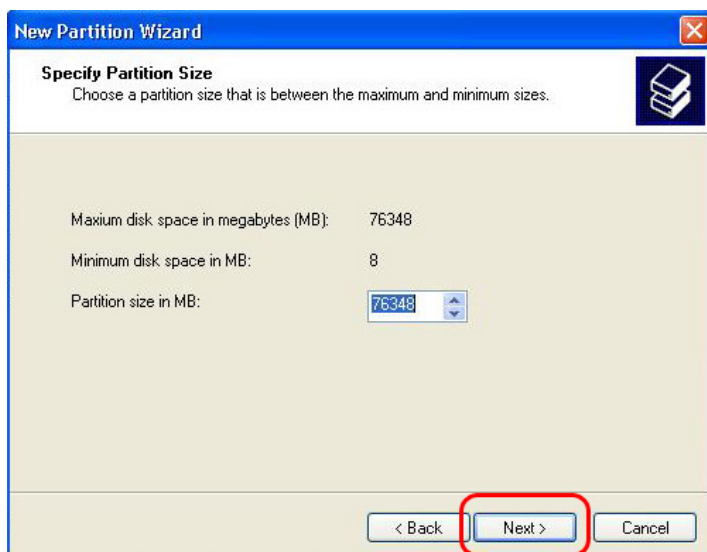 New Partition Wizard
Specify Partition Size
Choose a partition size that is between the maximum and minimum sizes.
Maxium disk space in megabytes (MB): 76348
Minimum disk space in MB: 8
Partition size in MB: 76348
< Back Next > Cancel